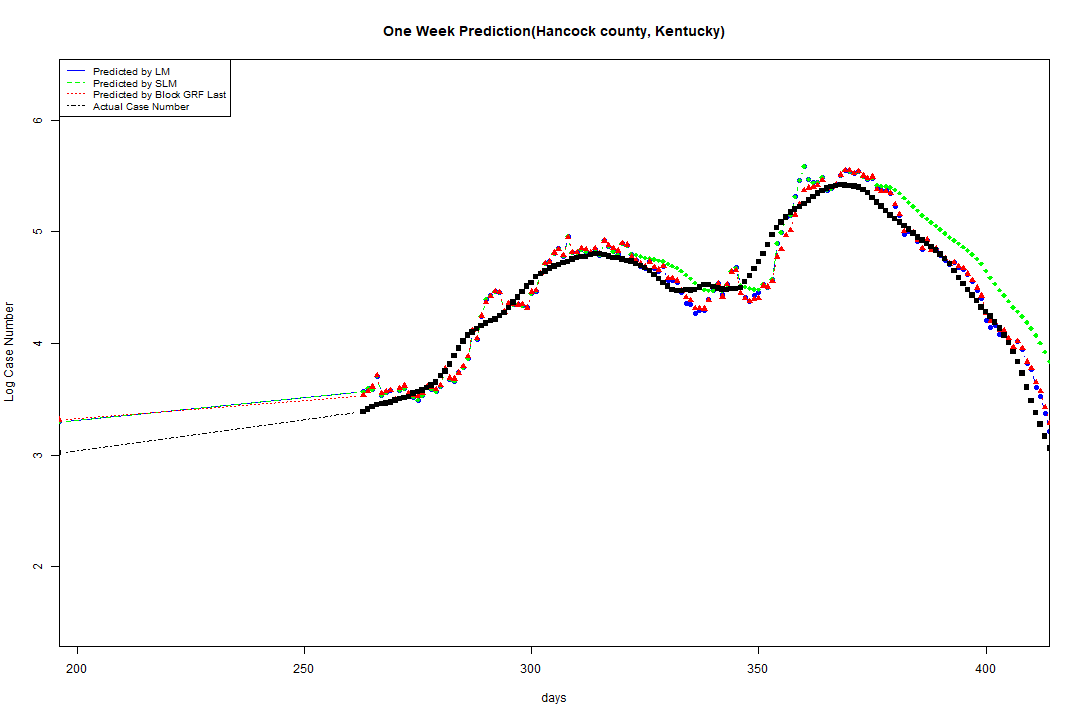 One Week Prediction(Hancock county, Kentucky)
Predicted by LM
Predicted by SLM
Predicted by Block GRF Last
Actual Case Number
6
5
4
3
2
Log Case Number
200 250 300 350 400
days